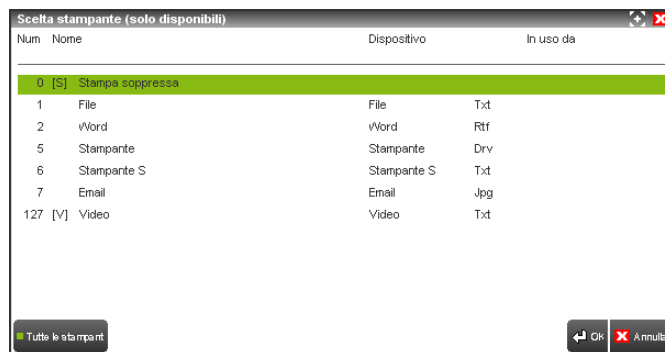 Scelta stampante (solo disponibili)
Num Nome Dispositivo In uso da
0 [S] Stampa soppressa
1 File File Txt
2 Word Word Rtf
5 Stampante Stampante Drv
6 Stampante S Stampante S Txt
7 Email Email Jpg
127 [V] Video Video Txt
Tutte le stampant Ok Annulla